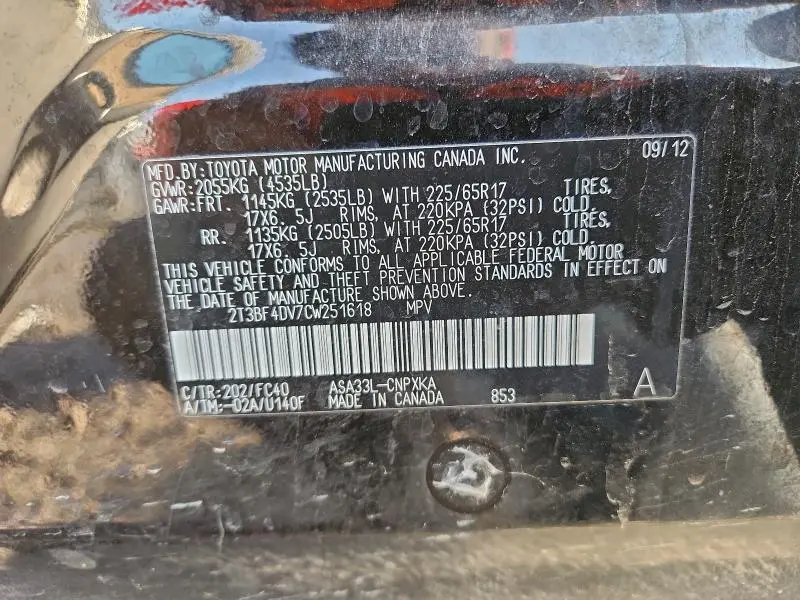 MFD.BY:TOYOTA MOTOR MANUFACTURING CANADA INC. 09/12
GVWR:2055KG (4535LB)
GAWR:FRT. 1145KG (2535LB) WITH 225/65R17 TIRES,
17X6.5J RIMS, AT 220KPA (32PSI) COLD.
RR. 1135KG (2505LB) WITH 225/65R17 TIRES,
17X6.5J RIMS, AT 220KPA (32PSI) COLD.
THIS VEHICLE CONFORMS TO ALL APPLICABLE FEDERAL MOTOR
VEHICLE SAFETY AND THEFT PREVENTION STANDARDS IN EFFECT ON
THE DATE OF MANUFACTURE SHOWN ABOVE.
2T3BF4DV7CW251618 MPV
C/TR:202/FC40 ASA33L-CNPXKA
A/TM:-02A/U140F MADE IN CANADA 853 A